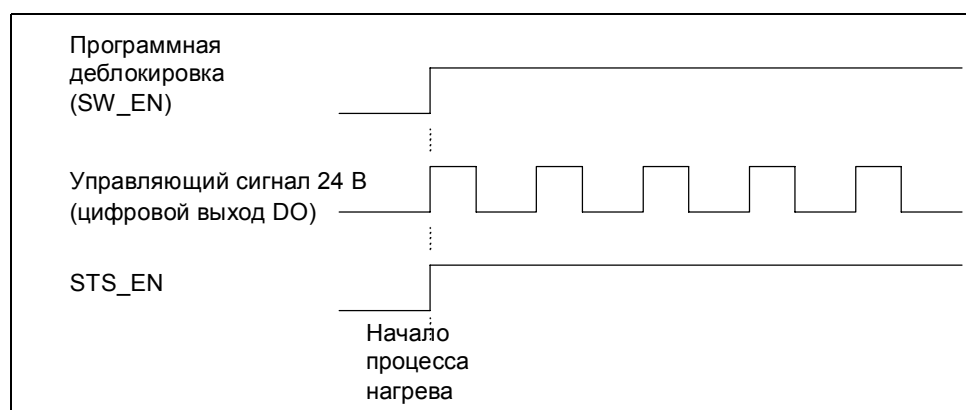 Программная
деблокировка
(SW_EN)
Управляющий сигнал 24 В
(цифровой выход DO)
STS_EN
Начало
процесса
нагрева